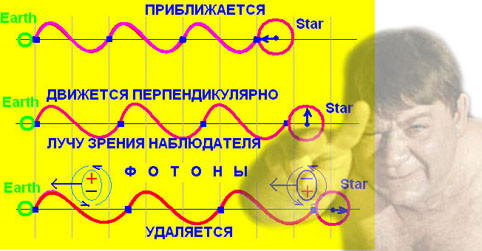 ПРИБЛИЖАЕТСЯ
Earth
Star
ДВИЖЕТСЯ ПЕРПЕНДИКУЛЯРНО
Earth
Star
ЛУЧУ ЗРЕНИЯ НАБЛЮДАТЕЛЯ
Ф О Т О Н Ы
+
−
+
−
Earth
Star
УДАЛЯЕТСЯ